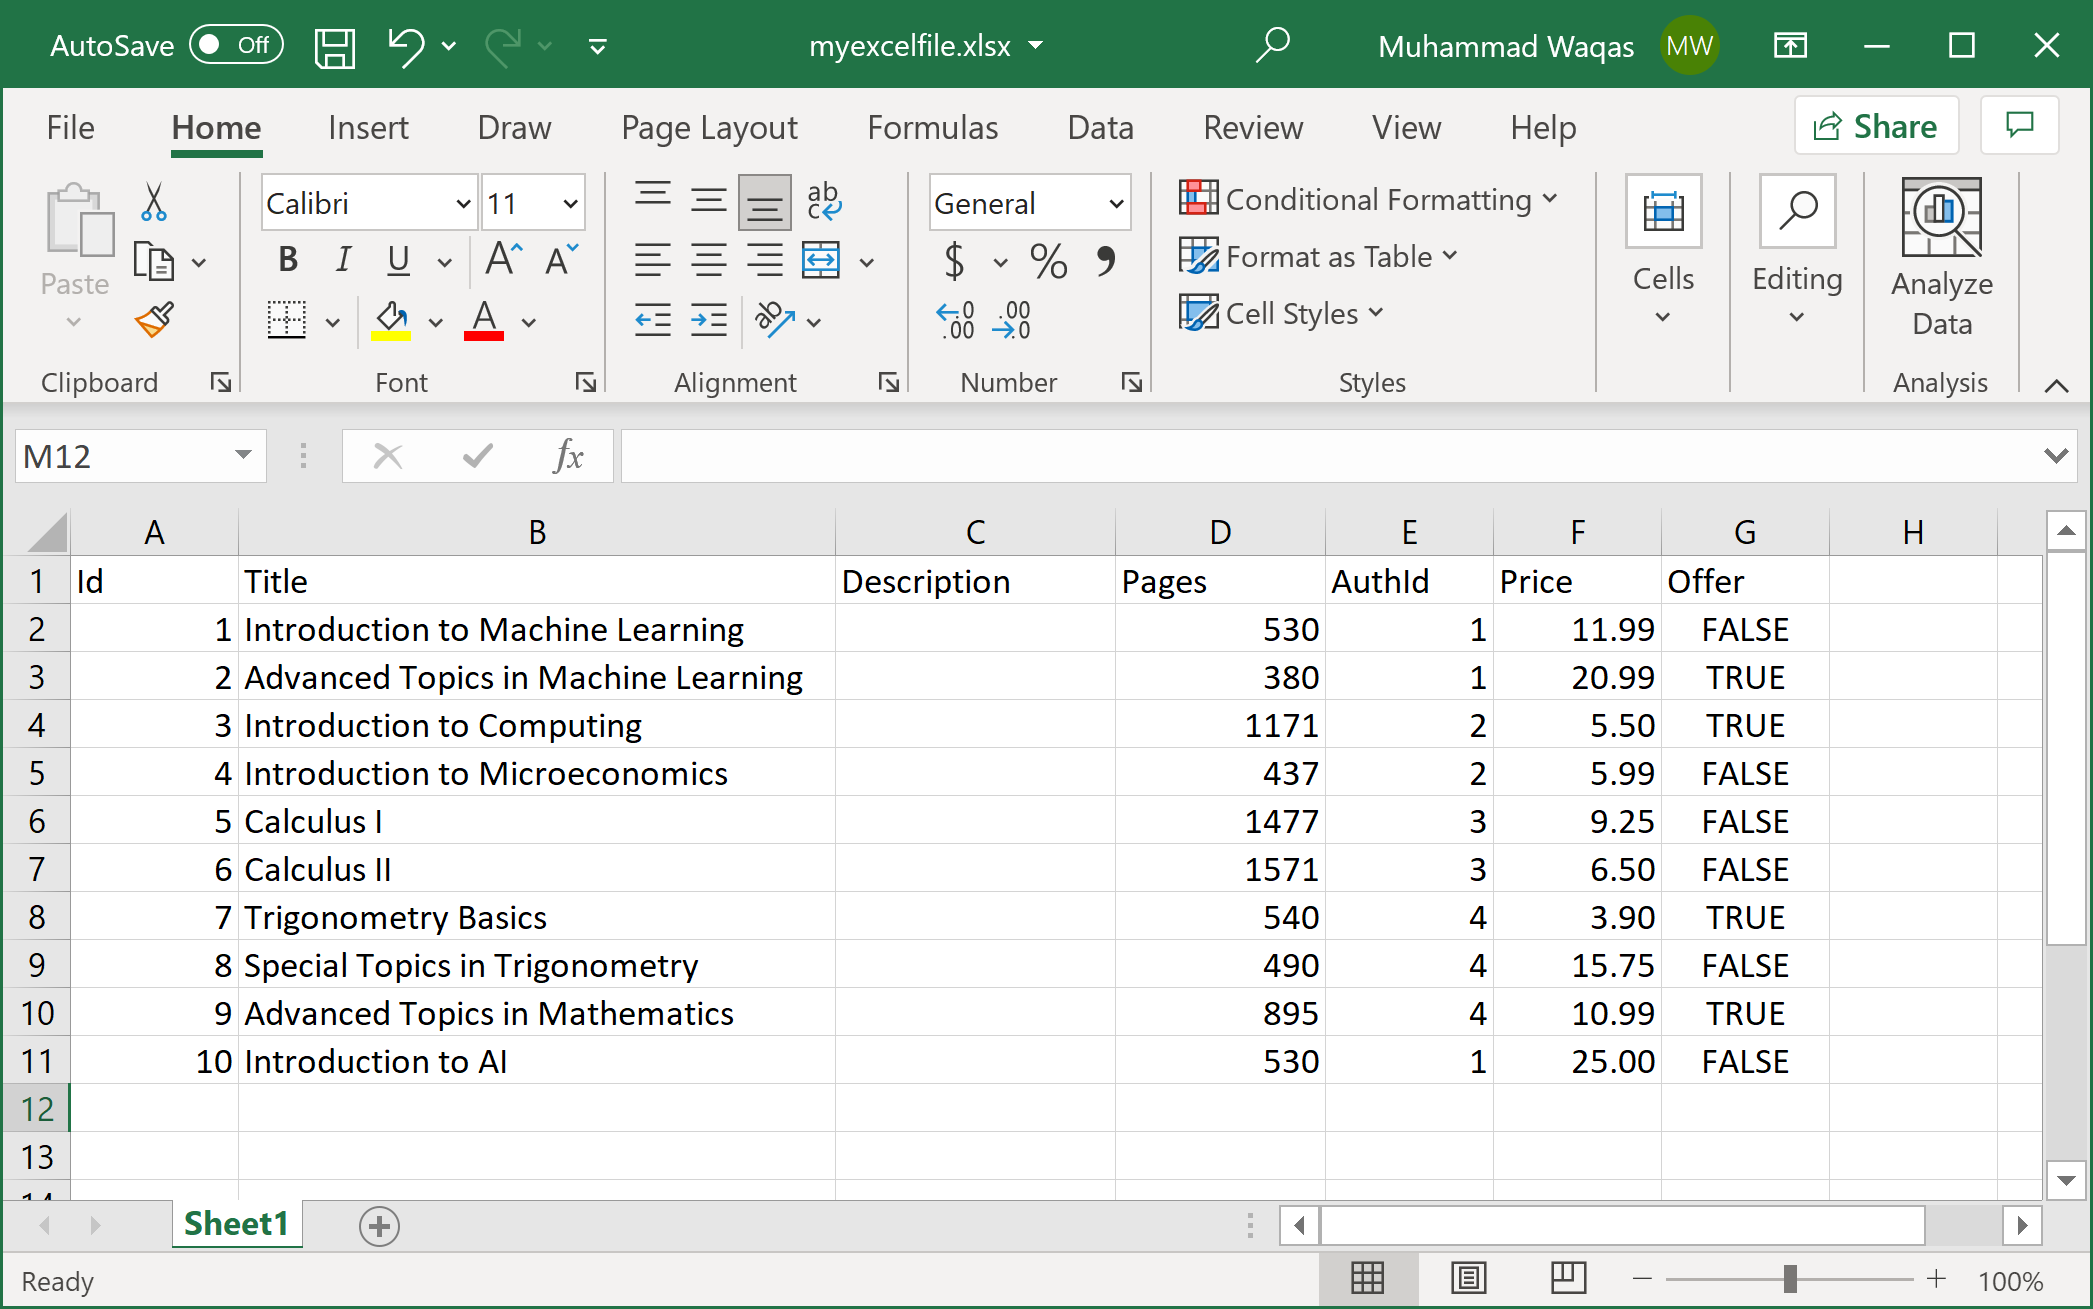 AutoSave Off myexcelfile.xlsx Muhammad Waqas MW
File Home Insert Draw Page Layout Formulas Data Review View Help Share
Paste Calibri 11 ab c General Conditional Formatting Cells Editing Analyze Data
B I U A A $ % , Format as Table
A ab .0 .00 .00 .0 Cell Styles
Clipboard Font Alignment Number Styles Analysis
M12 fx
A B C D E F G H
1 Id Title Description Pages AuthId Price Offer
2 1 Introduction to Machine Learning 530 1 11.99 FALSE
3 2 Advanced Topics in Machine Learning 380 1 20.99 TRUE
4 3 Introduction to Computing 1171 2 5.50 TRUE
5 4 Introduction to Microeconomics 437 2 5.99 FALSE
6 5 Calculus I 1477 3 9.25 FALSE
7 6 Calculus II 1571 3 6.50 FALSE
8 7 Trigonometry Basics 540 4 3.90 TRUE
9 8 Special Topics in Trigonometry 490 4 15.75 FALSE
10 9 Advanced Topics in Mathematics 895 4 10.99 TRUE
11 10 Introduction to AI 530 1 25.00 FALSE
12
13
14
Sheet1
Ready 100%